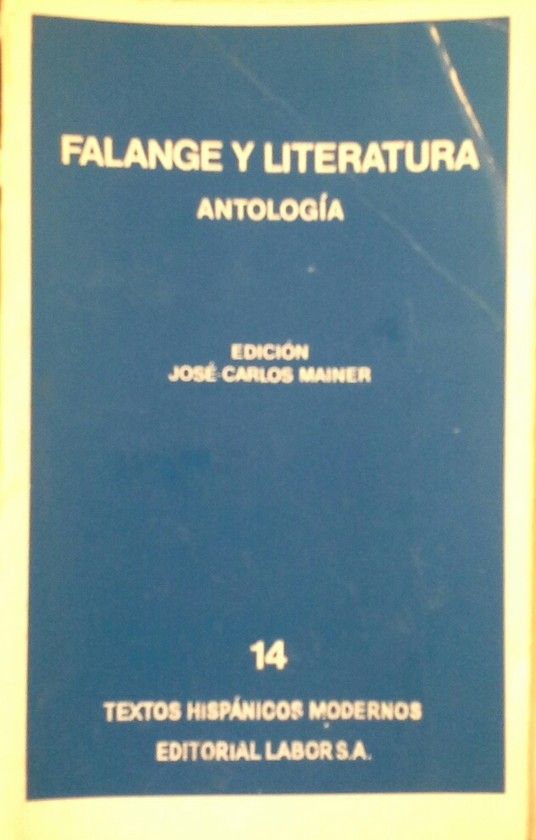 FALANGE Y LITERATURA
ANTOLOGÍA
EDICIÓN
JOSÉ-CARLOS MAINER
14
TEXTOS HISPÁNICOS MODERNOS
EDITORIAL LABOR S.A.